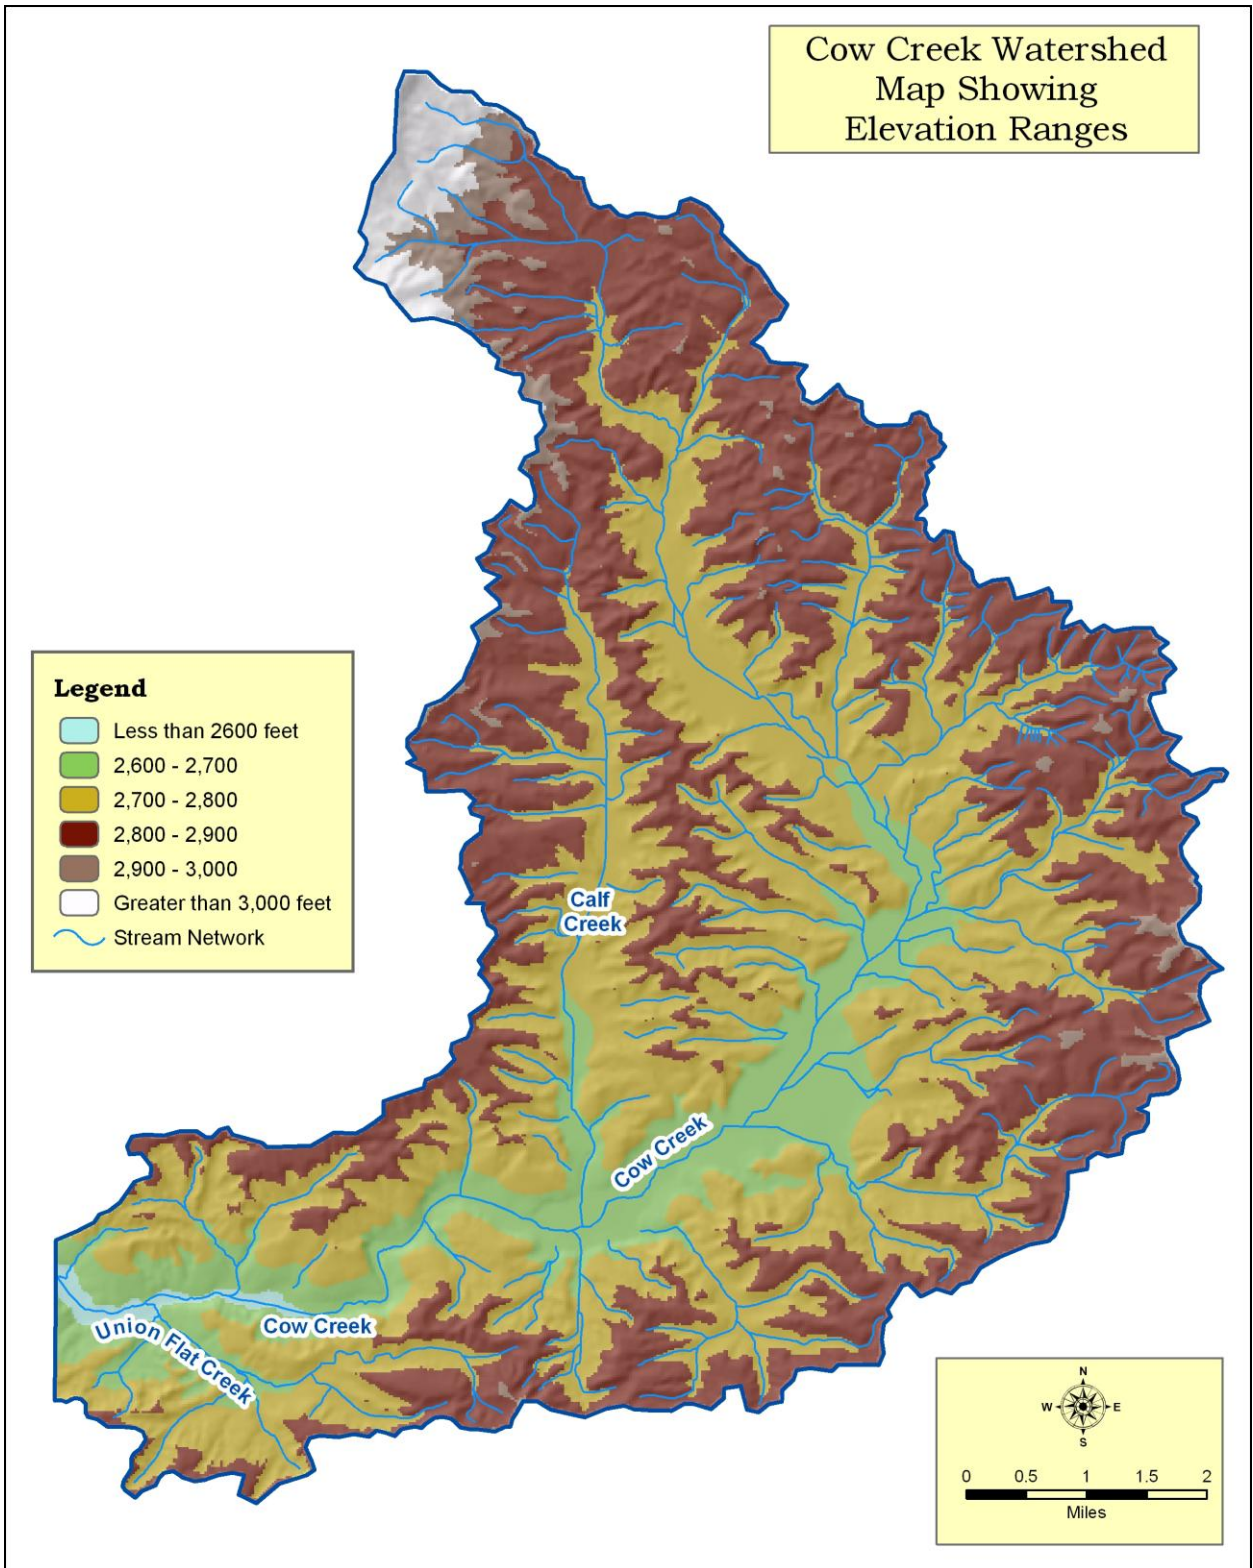 Cow Creek Watershed
Map Showing
Elevation Ranges
Legend
Less than 2600 feet
2,600 - 2,700
2,700 - 2,800
2,800 - 2,900
2,900 - 3,000
Greater than 3,000 feet
Stream Network
Calf
Creek
Cow Creek
Cow Creek
Union Flat Creek
N
W E
S
0 0.5 1 1.5 2
Miles